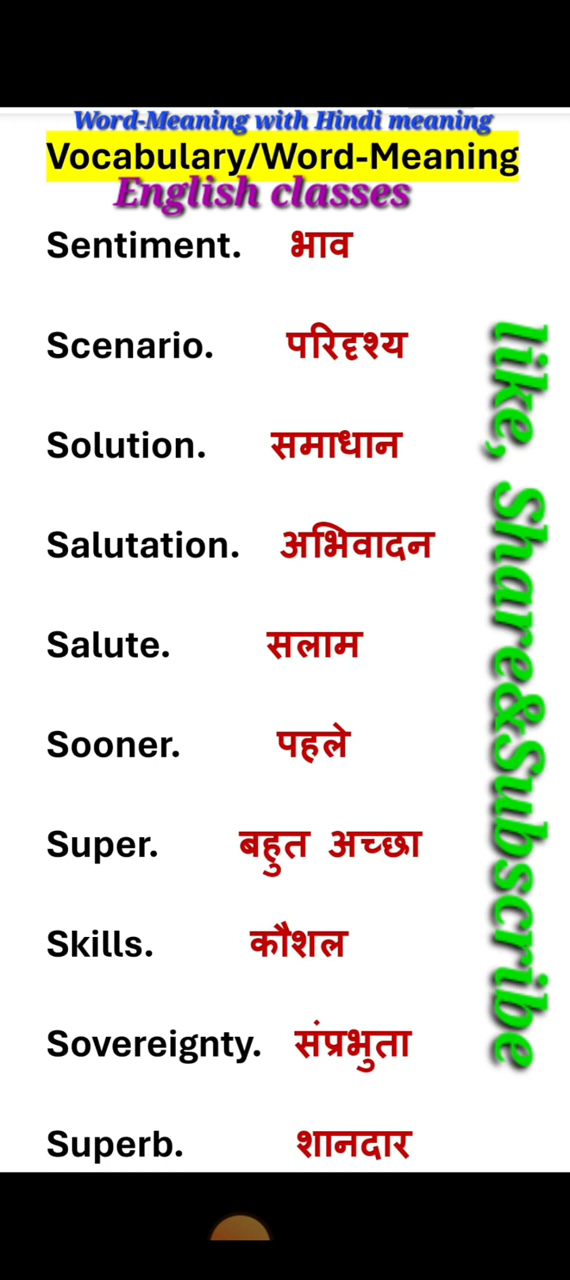 Word-Meaning with Hindi meaning
Vocabulary/Word-Meaning
English classes
Sentiment. भाव
Scenario. परिदृश्य
Solution. समाधान
Salutation. अभिवादन
Salute. सलाम
Sooner. पहले
Super. बहुत अच्छा
Skills. कौशल
Sovereignty. संप्रभुता
Superb. शानदार
like, Share&Subscribe